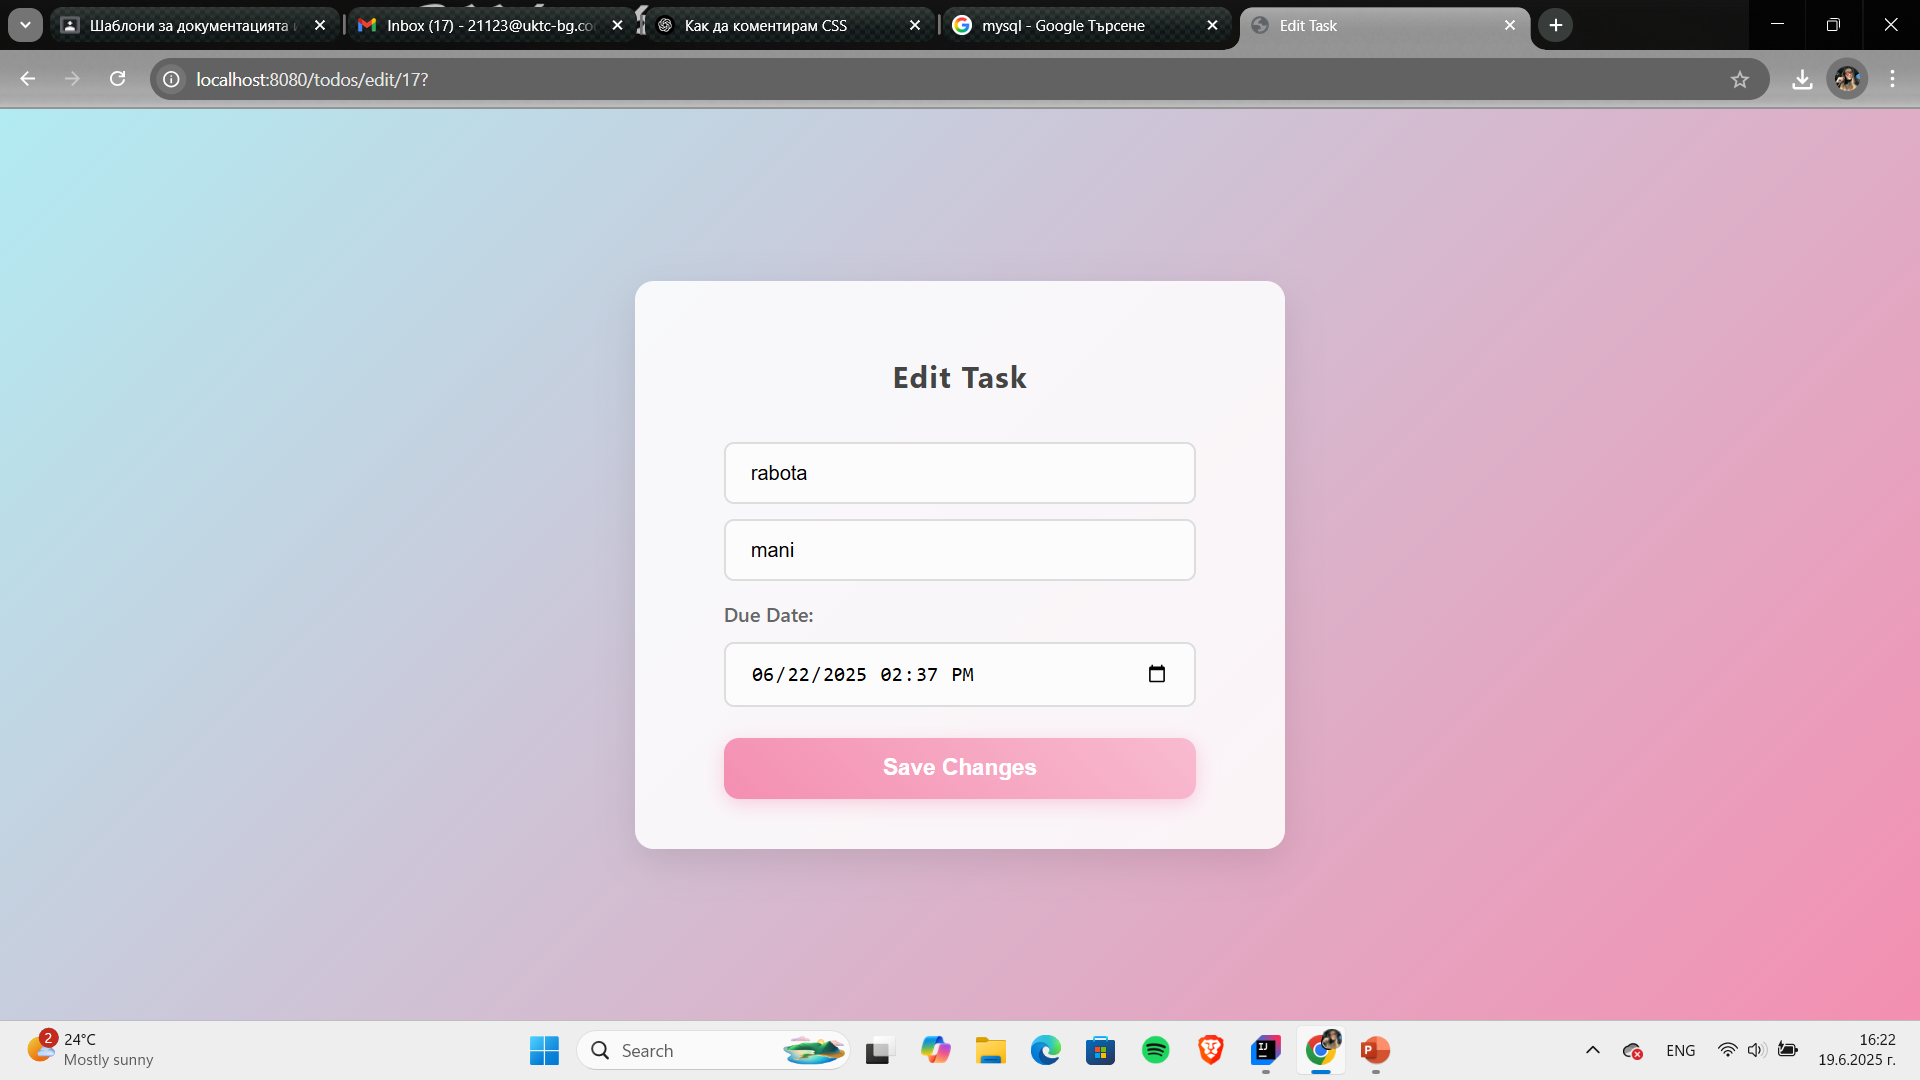 Шаблони за документацията и
Inbox (17) - 21123@uktc-bg.co
Как да коментирам CSS
mysql - Google Търсене
Edit Task
localhost:8080/todos/edit/17?
Edit Task
rabota
mani
Due Date:
06/22/2025 02:37 PM
Save Changes
2
24°C
Mostly sunny
Search
ENG
16:22
19.6.2025 г.